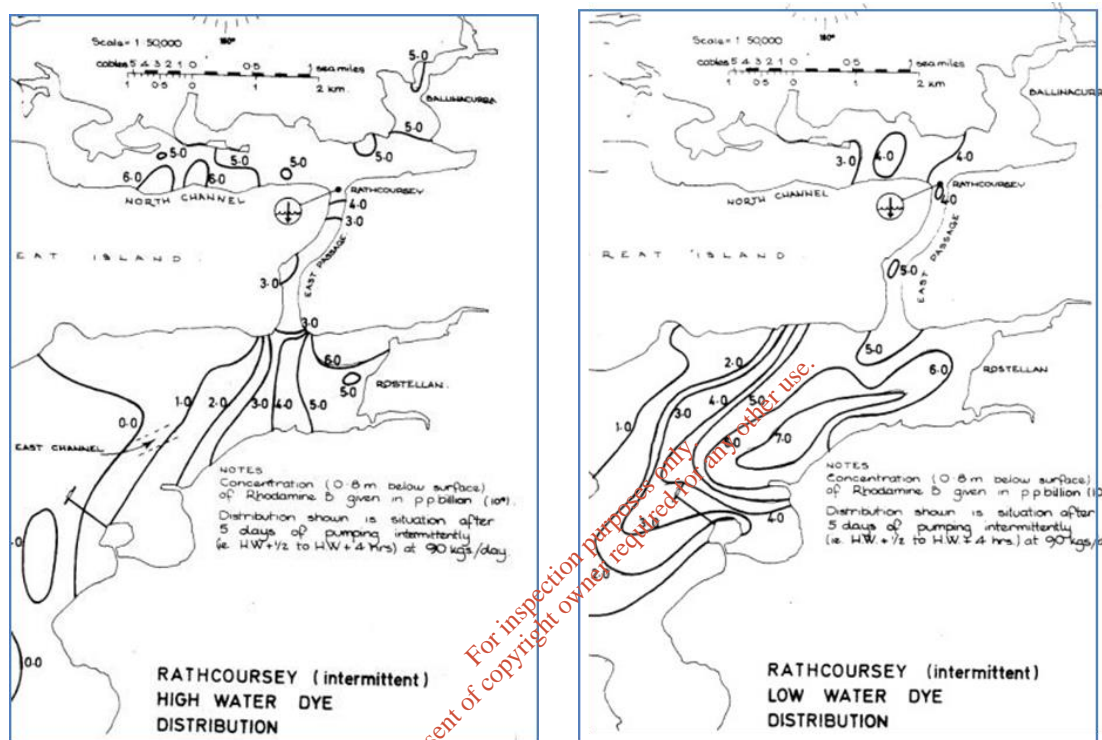 180°
Scale = 1:50,000
cables 5 4 3 2 1 0 0·5 1 sea miles
1 0·5 0 1 2 km.
5·0
BALLINACURRA
5·0
5·0
5·0
5·0
5·0
6·0
6·0
NORTH CHANNEL
RATHCOURSEY
4·0
3·0
EAT ISLAND
EAST PASSAGE
3·0
3·0
6·0
5·0
ROSTELLAN.
0·0
1·0
2·0
3·0
4·0
5·0
EAST CHANNEL
NOTES
Concentration (0·8m below surface)
of Rhodamine B given in p.p.billion (10⁹).
Distribution shown is situation after
5 days of pumping intermittently
(ie. H.W.+½ to H.W.+4 hrs.) at 90 kgs/day.
·0
0·0
RATHCOURSEY (intermittent)
HIGH WATER DYE
DISTRIBUTION
180°
Scale = 1:50,000
cables 5 4 3 2 1 0 0·5 1 sea miles
1 0·5 0 1 2 km.
BALLINACURRA
3·0
4·0
4·0
RATHCOURSEY
4·0
NORTH CHANNEL
REAT ISLAND.
5·0
EAST PASSAGE
5·0
2·0
6·0
ROSTELLAN
1·0
3·0
4·0
5·0
7·0
4·0
2·0
NOTES
Concentration (0·8m below surface)
of Rhodamine B given in p.p.billion (10
Distribution shown is situation after
5 days of pumping intermittently
(ie. H.W.+½ to H.W.+4 hrs.) at 90 kgs/d
RATHCOURSEY (intermittent)
LOW WATER DYE
DISTRIBUTION
For inspection purposes only.
sent of copyright owner required for any other use.